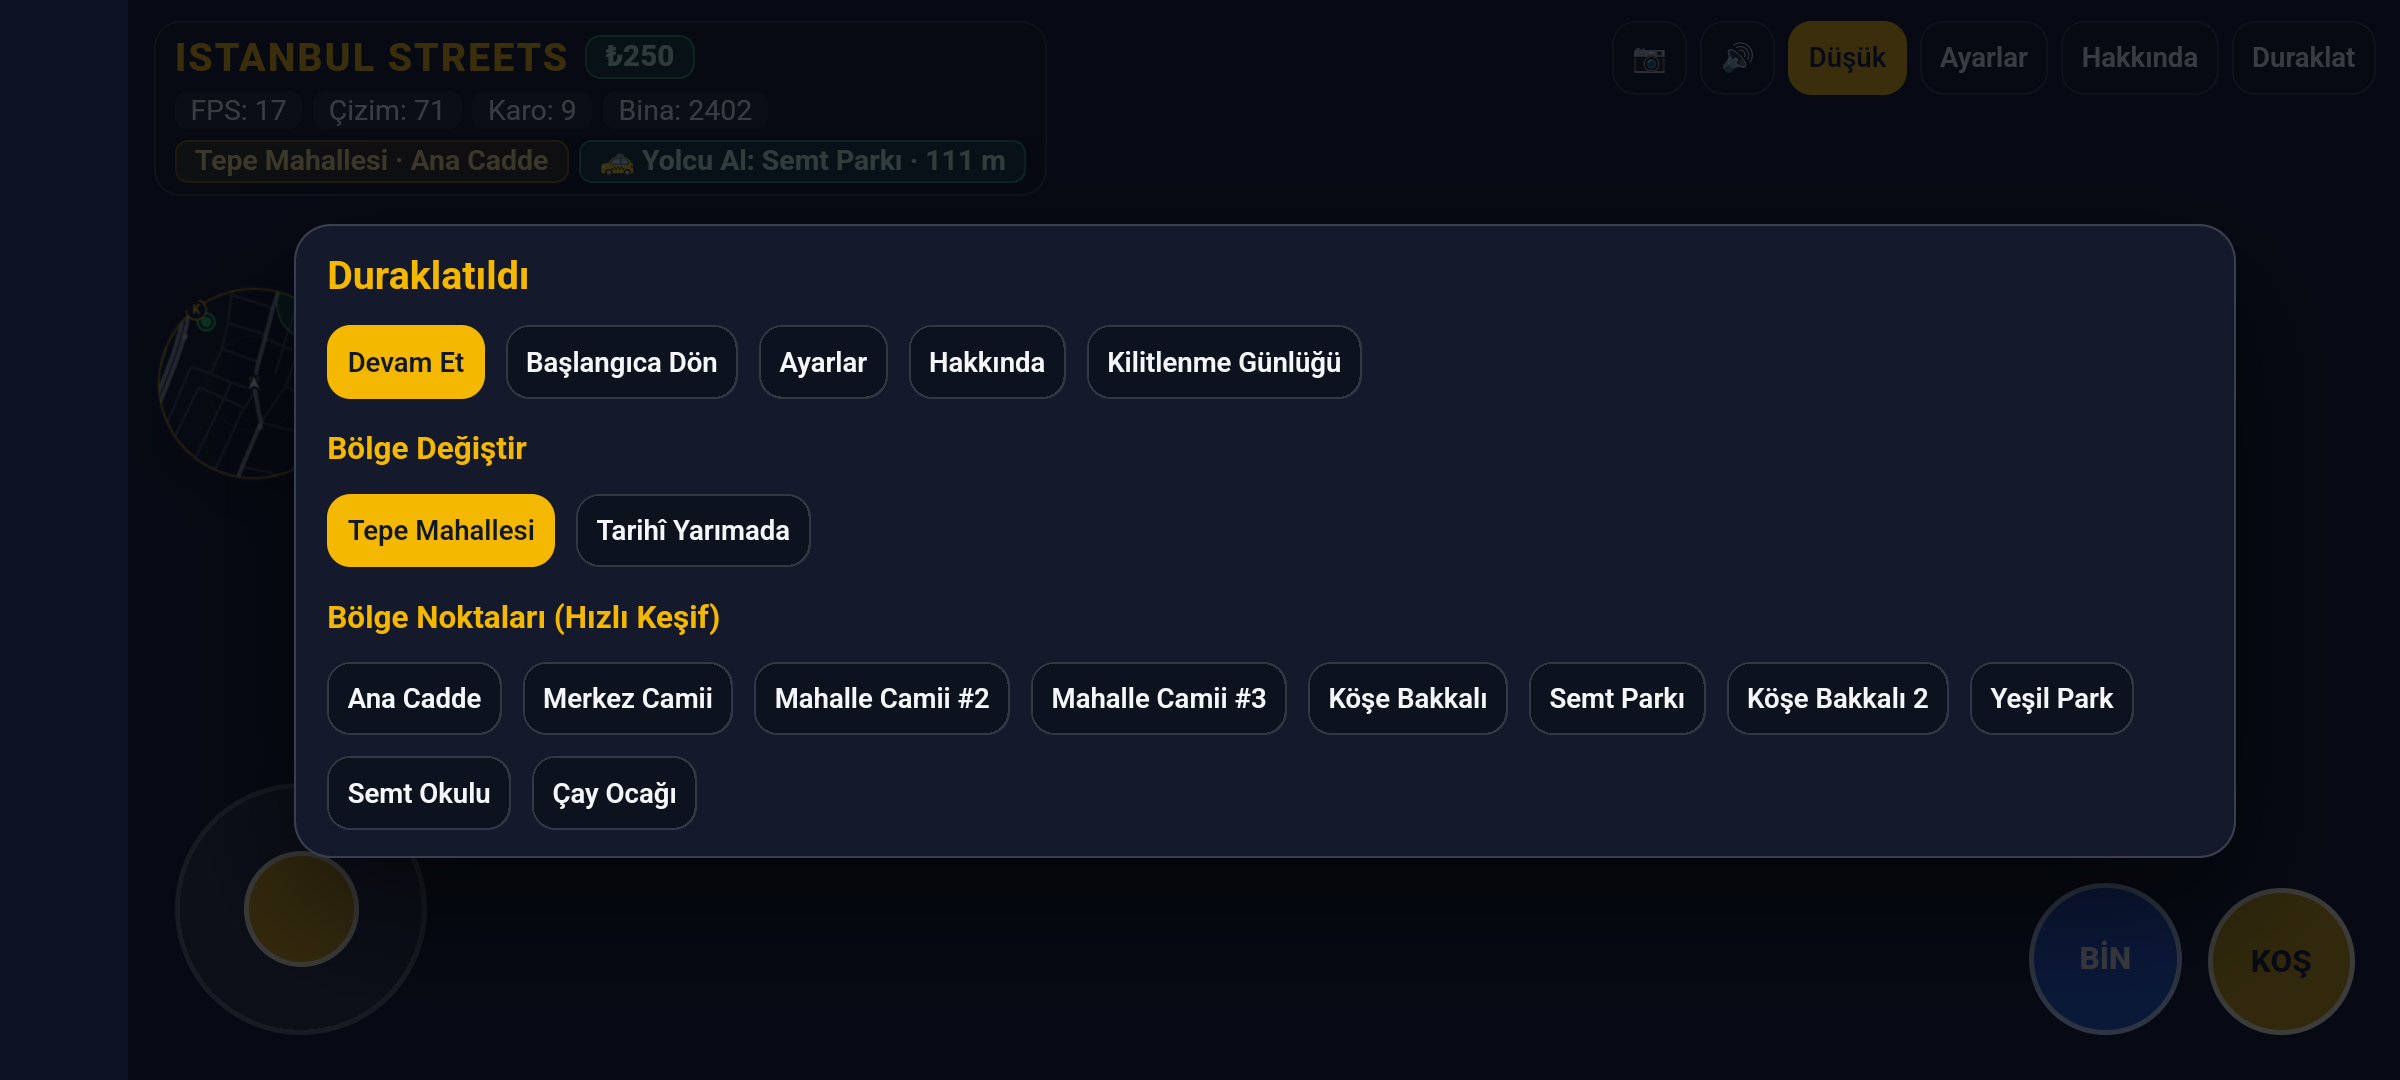 ISTANBUL STREETS ₺250
FPS: 17 Çizim: 71 Karo: 9 Bina: 2402
Tepe Mahallesi · Ana Cadde 🚕 Yolcu Al: Semt Parkı · 111 m
📷 🔊 Düşük Ayarlar Hakkında Duraklat
K
Duraklatıldı
Devam Et Başlangıca Dön Ayarlar Hakkında Kilitlenme Günlüğü
Bölge Değiştir
Tepe Mahallesi Tarihî Yarımada
Bölge Noktaları (Hızlı Keşif)
Ana Cadde Merkez Camii Mahalle Camii #2 Mahalle Camii #3 Köşe Bakkalı Semt Parkı Köşe Bakkalı 2 Yeşil Park
Semt Okulu Çay Ocağı
BİN KOŞ